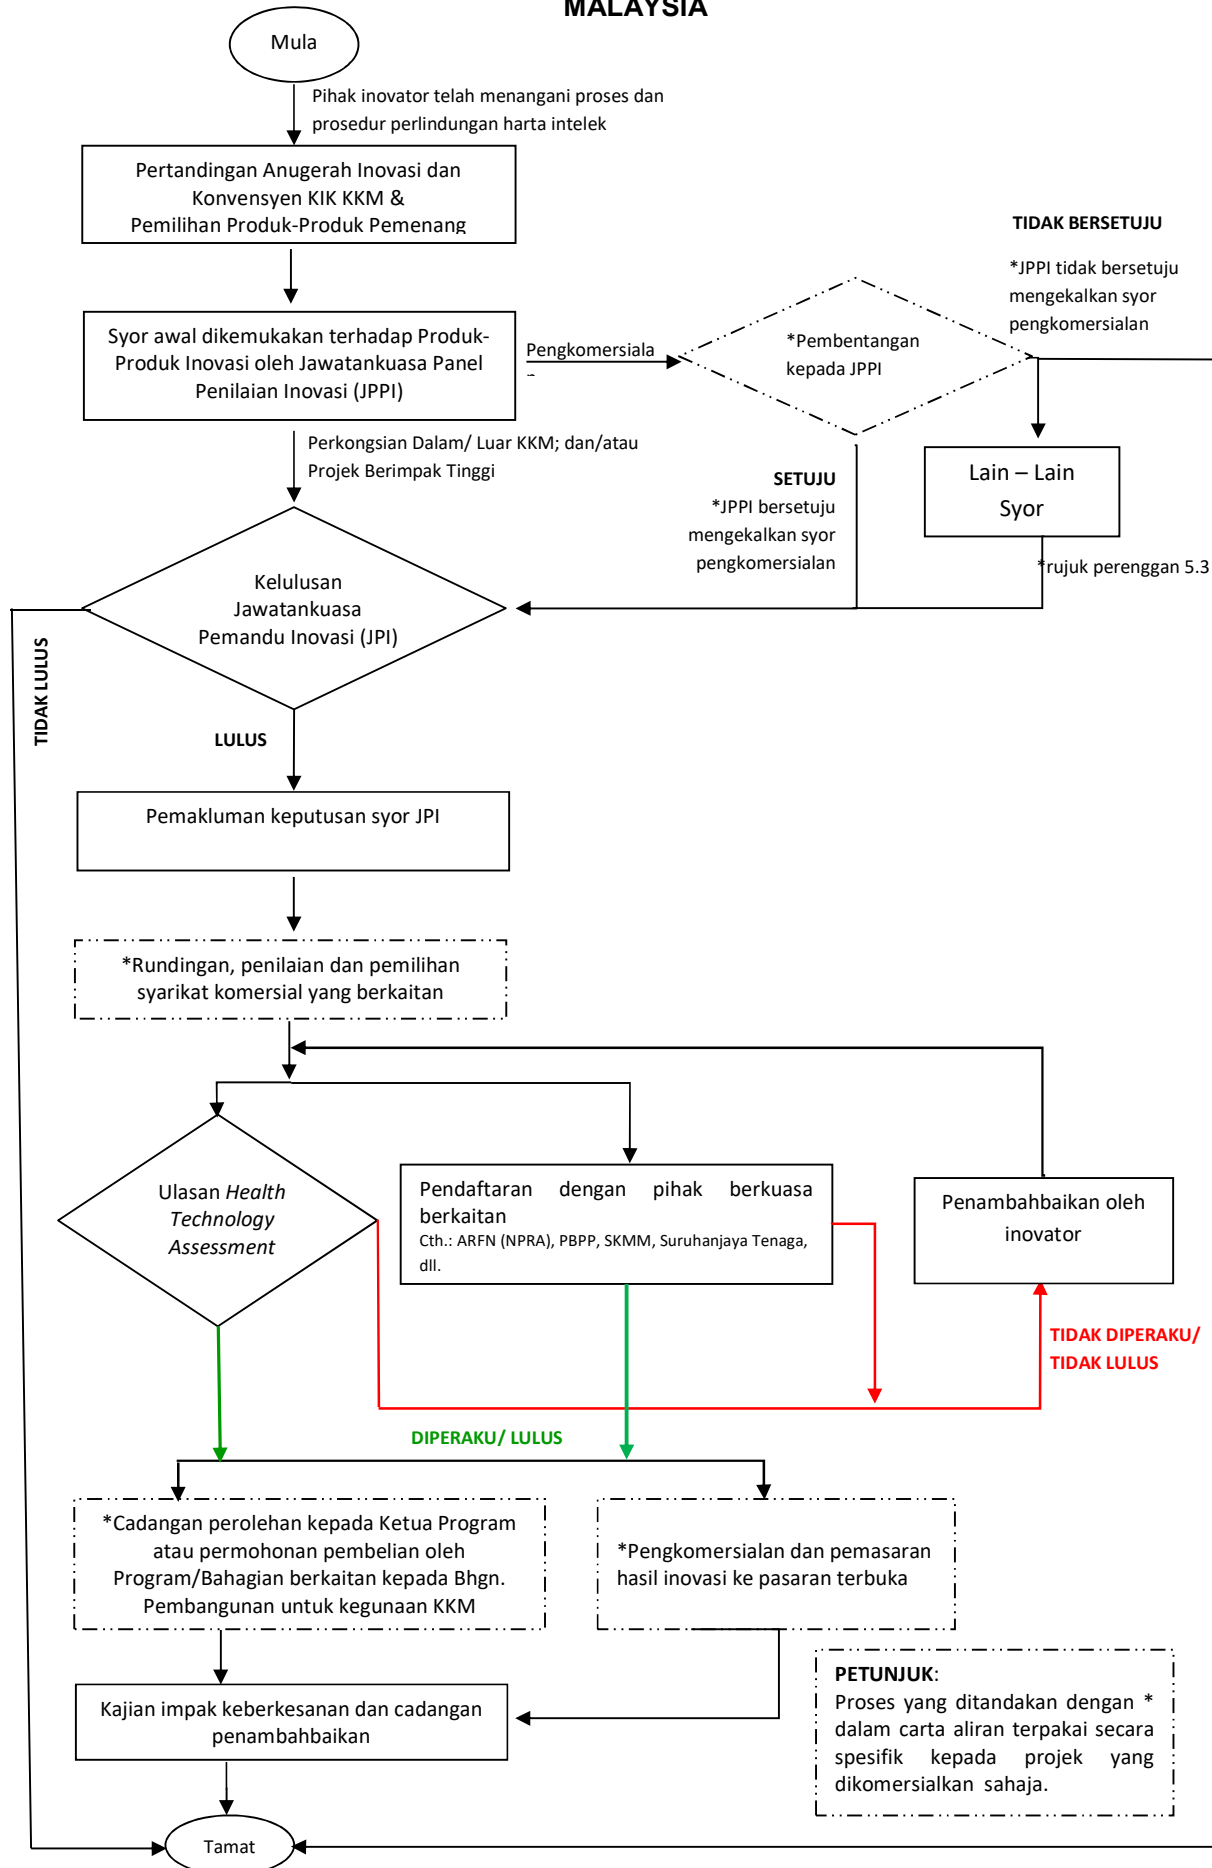 MALAYSIA
Mula
Pihak inovator telah menangani proses dan
prosedur perlindungan harta intelek
Pertandingan Anugerah Inovasi dan
Konvensyen KIK KKM &
Pemilihan Produk-Produk Pemenang
TIDAK BERSETUJU
*JPPI tidak bersetuju
mengekalkan syor
pengkomersialan
Syor awal dikemukakan terhadap Produk-
Produk Inovasi oleh Jawatankuasa Panel
Penilaian Inovasi (JPPI)
Pengkomersiala
*Pembentangan
kepada JPPI
Perkongsian Dalam/ Luar KKM; dan/atau
Projek Berimpak Tinggi
SETUJU
*JPPI bersetuju
mengekalkan syor
pengkomersialan
Lain – Lain
Syor
*rujuk perenggan 5.3
Kelulusan
Jawatankuasa
Pemandu Inovasi (JPI)
TIDAK LULUS
LULUS
Pemakluman keputusan syor JPI
*Rundingan, penilaian dan pemilihan
syarikat komersial yang berkaitan
Ulasan Health
Technology
Assessment
Pendaftaran dengan pihak berkuasa
berkaitan
Cth.: ARFN (NPRA), PBPP, SKMM, Suruhanjaya Tenaga,
dll.
Penambahbaikan oleh
inovator
TIDAK DIPERAKU/
TIDAK LULUS
DIPERAKU/ LULUS
*Cadangan perolehan kepada Ketua Program
atau permohonan pembelian oleh
Program/Bahagian berkaitan kepada Bhgn.
Pembangunan untuk kegunaan KKM
*Pengkomersialan dan pemasaran
hasil inovasi ke pasaran terbuka
Kajian impak keberkesanan dan cadangan
penambahbaikan
PETUNJUK:
Proses yang ditandakan dengan *
dalam carta aliran terpakai secara
spesifik kepada projek yang
dikomersialkan sahaja.
Tamat